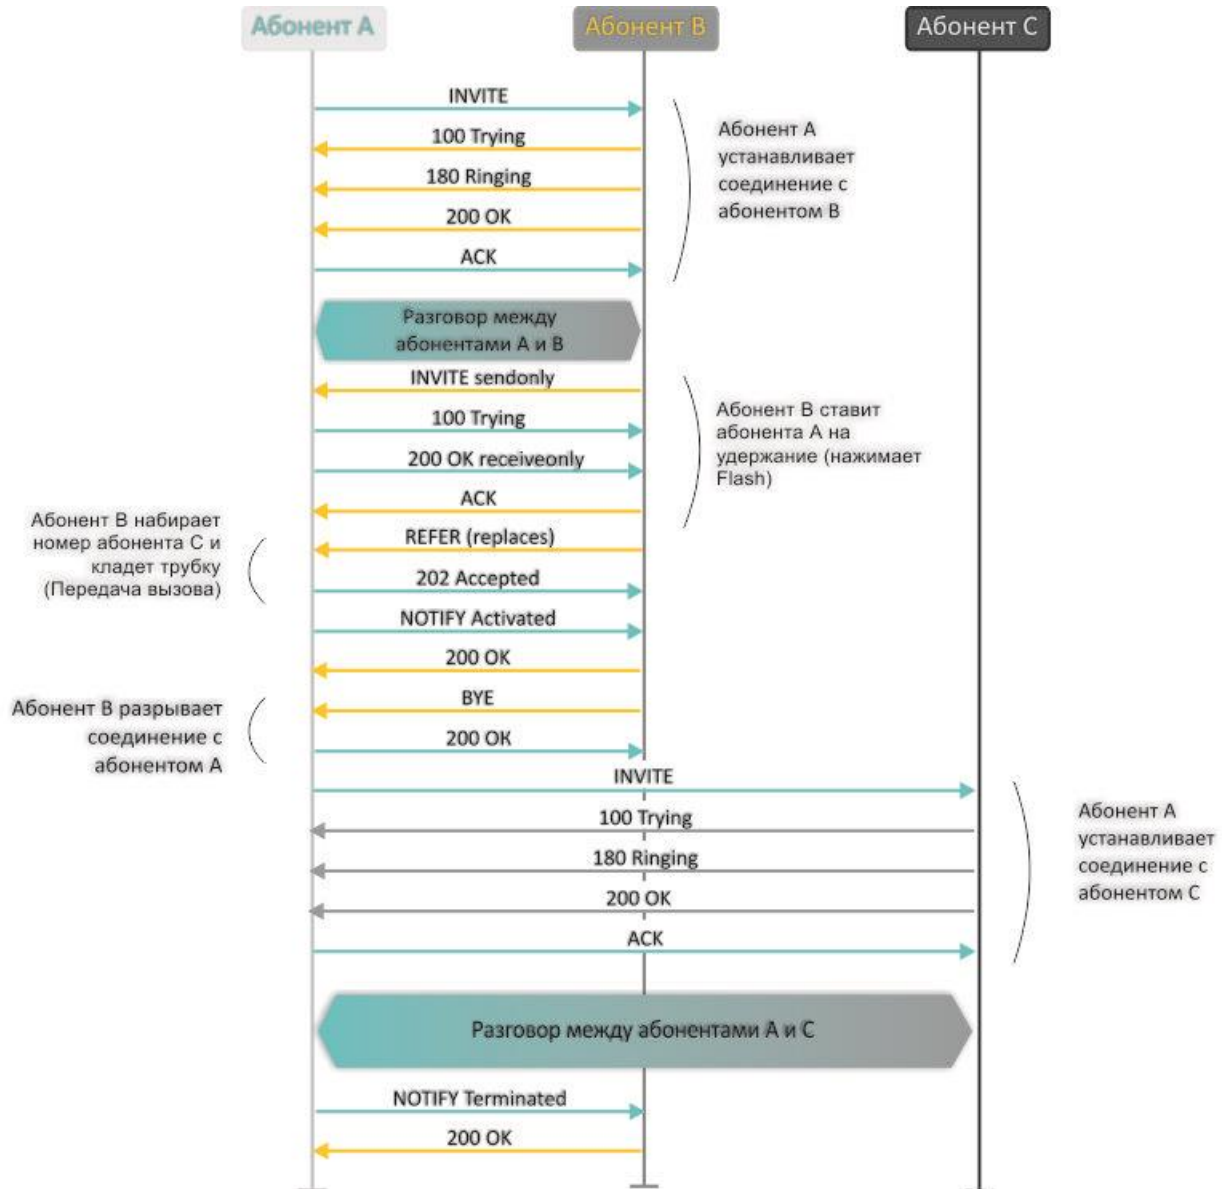 Абонент А
Абонент В
Абонент С
INVITE
100 Trying
180 Ringing
200 OK
ACK
Абонент А
устанавливает
соединение с
абонентом В
Разговор между
абонентами А и В
INVITE sendonly
100 Trying
200 OK receiveonly
ACK
Абонент В ставит
абонента А на
удержание (нажимает
Flash)
Абонент В набирает
номер абонента С и
кладет трубку
(Передача вызова)
REFER (replaces)
202 Accepted
NOTIFY Activated
200 OK
Абонент В разрывает
соединение с
абонентом А
BYE
200 OK
INVITE
100 Trying
180 Ringing
200 OK
ACK
Абонент А
устанавливает
соединение с
абонентом С
Разговор между абонентами А и С
NOTIFY Terminated
200 OK